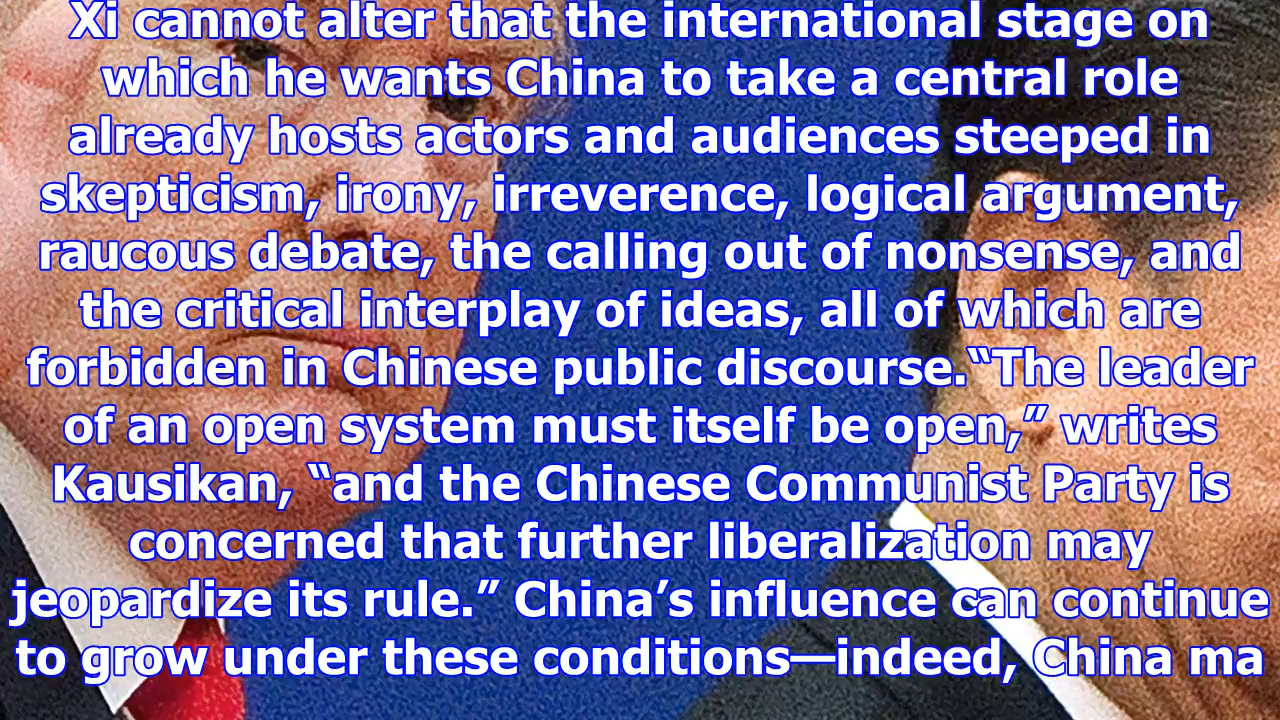 Xi cannot alter that the international stage on
which he wants China to take a central role
already hosts actors and audiences steeped in
skepticism, irony, irreverence, logical argument,
raucous debate, the calling out of nonsense, and
the critical interplay of ideas, all of which are
forbidden in Chinese public discourse.“The leader
of an open system must itself be open,” writes
Kausikan, “and the Chinese Communist Party is
concerned that further liberalization may
jeopardize its rule.” China’s influence can continue
to grow under these conditions—indeed, China ma